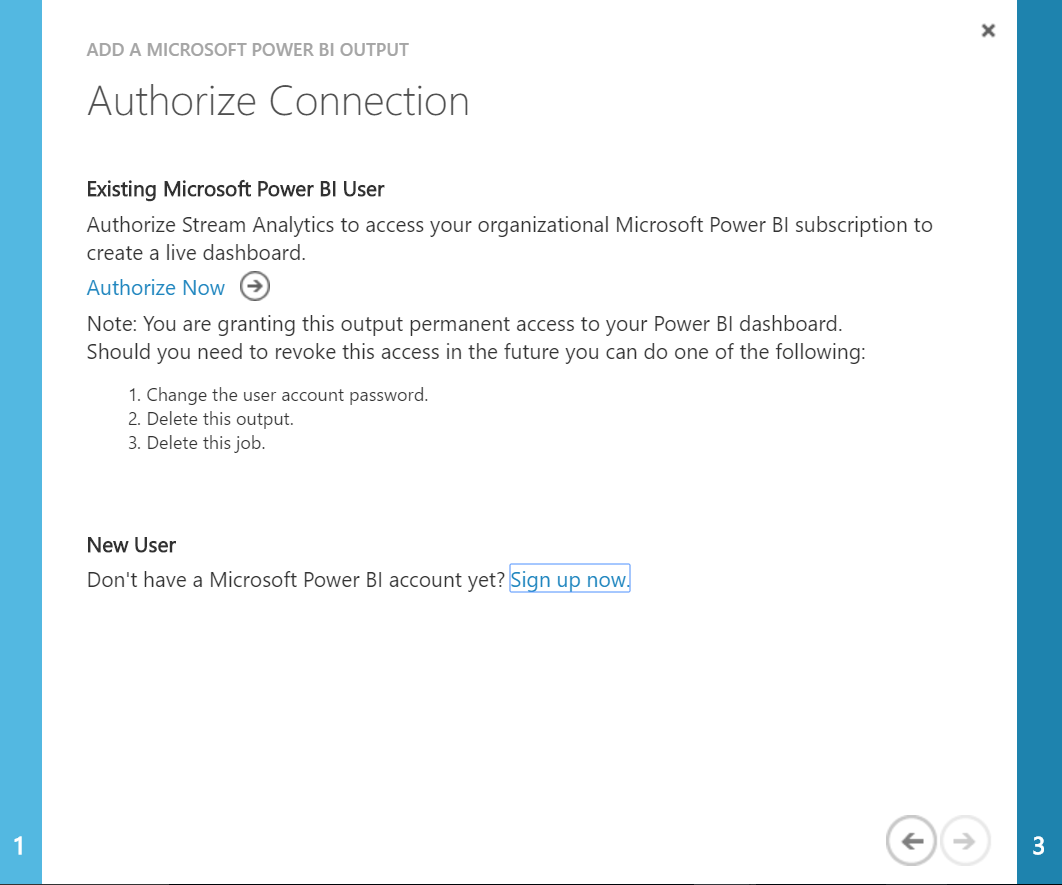 ADD A MICROSOFT POWER BI OUTPUT
Authorize Connection
Existing Microsoft Power BI User
Authorize Stream Analytics to access your organizational Microsoft Power BI subscription to
create a live dashboard.
Authorize Now
Note: You are granting this output permanent access to your Power BI dashboard.
Should you need to revoke this access in the future you can do one of the following:
1. Change the user account password.
2. Delete this output.
3. Delete this job.
New User
Don't have a Microsoft Power BI account yet? Sign up now.
1
3